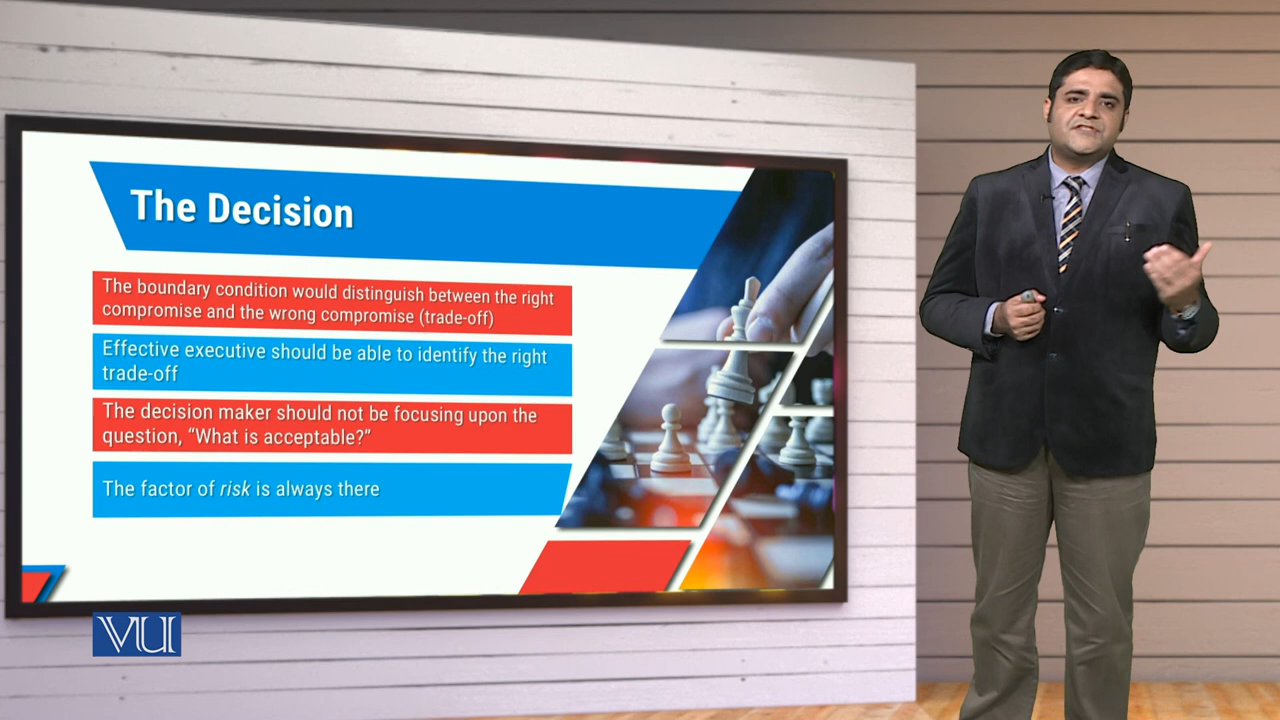 The Decision
The boundary condition would distinguish between the right
compromise and the wrong compromise (trade-off)
Effective executive should be able to identify the right
trade-off
The decision maker should not be focusing upon the
question, “What is acceptable?”
The factor of risk is always there
VU